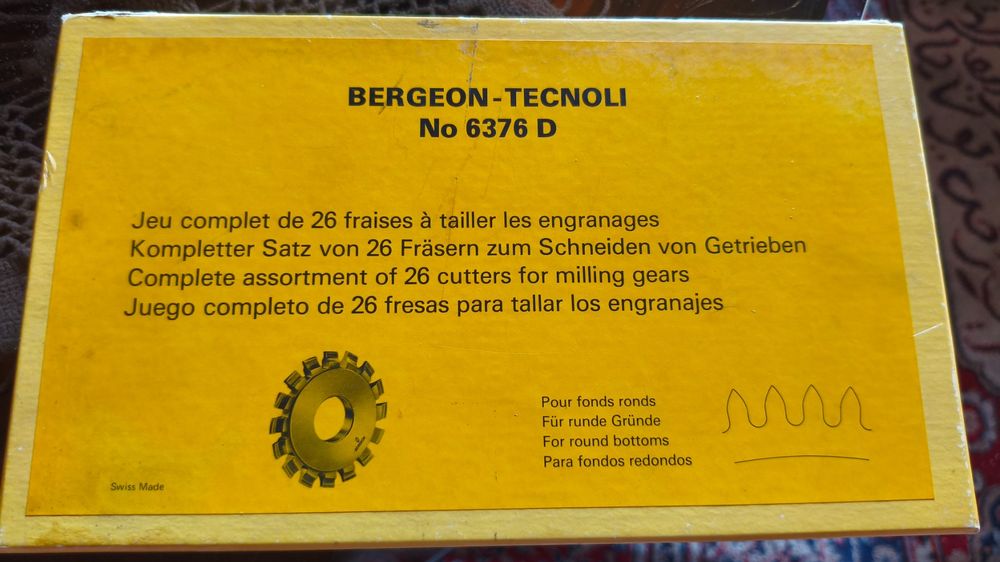 BERGEON-TECNOLI
No 6376 D
Jeu complet de 26 fraises à tailler les engranages
Kompletter Satz von 26 Fräsern zum Schneiden von Getrieben
Complete assortment of 26 cutters for milling gears
Juego completo de 26 fresas para tallar los engranajes
Pour fonds ronds
Für runde Gründe
For round bottoms
Para fondos redondos
Swiss Made